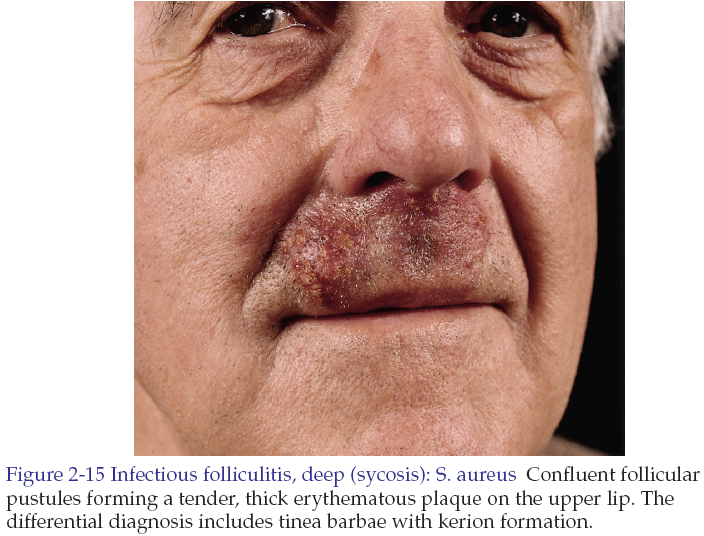 Figure 2-15 Infectious folliculitis, deep (sycosis): S. aureus Confluent follicular
pustules forming a tender, thick erythematous plaque on the upper lip. The
differential diagnosis includes tinea barbae with kerion formation.